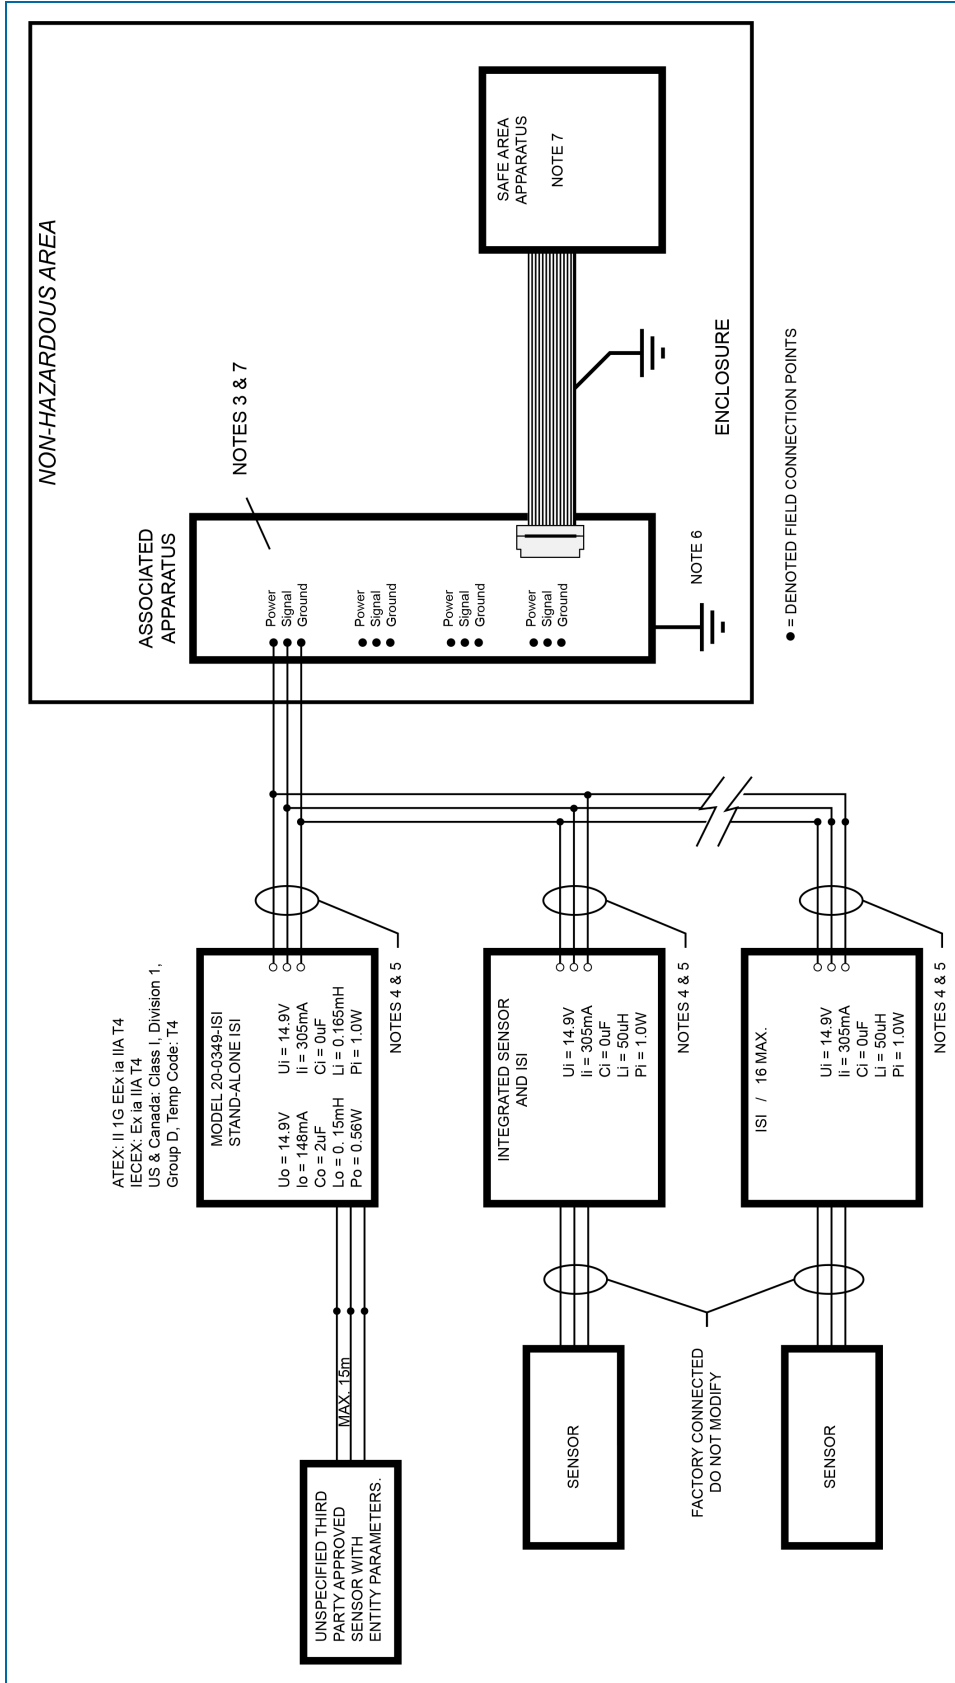 NON-HAZARDOUS AREA
SAFE AREA
APPARATUS
NOTE 7
ENCLOSURE
NOTES 3 & 7
ASSOCIATED
APPARATUS
Power
Signal
Ground
Power
Signal
Ground
Power
Signal
Ground
Power
Signal
Ground
NOTE 6
● = DENOTED FIELD CONNECTION POINTS
ATEX: II 1G EEx ia IIA T4
IECEX: Ex ia IIA T4
US & Canada: Class I, Division 1,
Group D, Temp Code: T4
MODEL 20-0349-ISI
STAND-ALONE ISI
Uo = 14.9V
Io = 148mA
Co = 2uF
Lo = 0. 15mH
Po = 0.56W
Ui = 14.9V
Ii = 305mA
Ci = 0uF
Li = 0.165mH
Pi = 1.0W
NOTES 4 & 5
INTEGRATED SENSOR
AND ISI
Ui = 14.9V
Ii = 305mA
Ci = 0uF
Li = 50uH
Pi = 1.0W
NOTES 4 & 5
ISI / 16 MAX.
Ui = 14.9V
Ii = 305mA
Ci = 0uF
Li = 50uH
Pi = 1.0W
NOTES 4 & 5
MAX. 15m
UNSPECIFIED THIRD
PARTY APPROVED
SENSOR WITH
ENTITY PARAMETERS.
SENSOR
FACTORY CONNECTED
DO NOT MODIFY
SENSOR